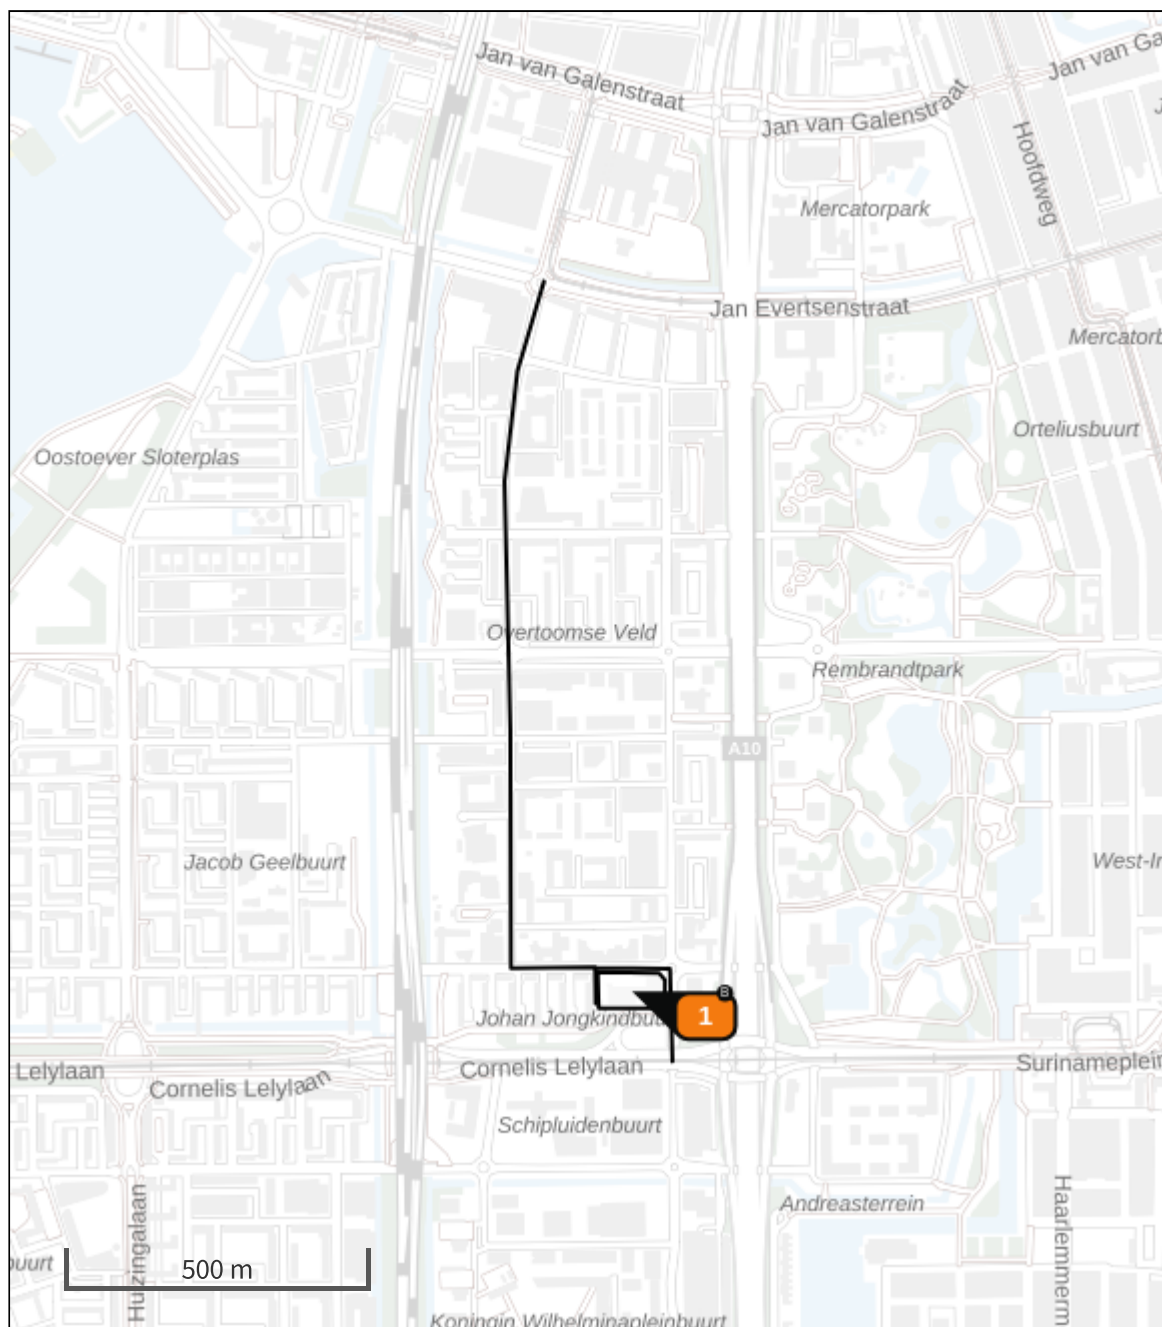 Jan van Galenstraat
Jan van Ga
Jan van Galenstraat
Hoofdweg
Mercatorpark
Jan Evertsenstraat
Mercatorb
Orteliusbuurt
Oostoever Sloterplas
Overtoomse Veld
Rembrandtpark
A10
Jacob Geelbuurt
West-Ir
B
1
Johan Jongkindbuu
Lelylaan
Cornelis Lelylaan
Cornelis Lelylaan
Surinameplein
Schipluidenbuurt
Andreasterrein
Huizingalaan
Haarlemmerm
buurt
500 m
Koningin Wilhelminapleinbuurt